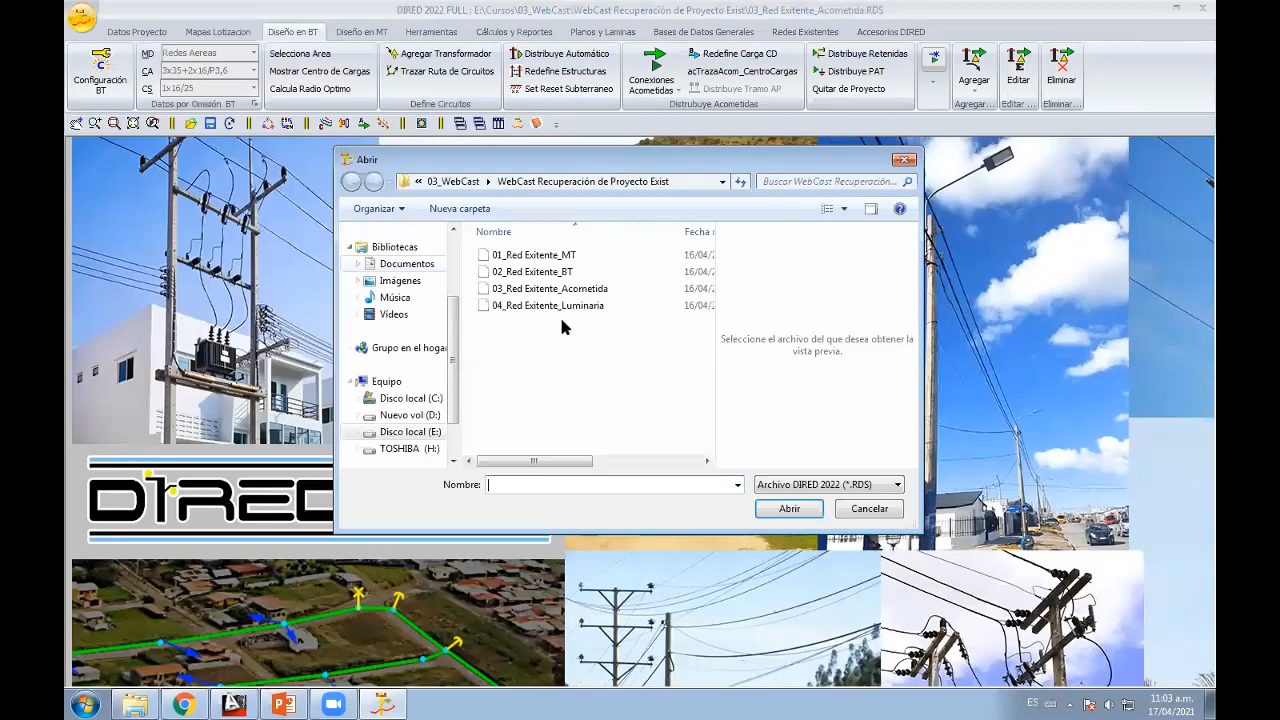 DIRED 2022 FULL : E:\Cursos\03_WebCast\WebCast Recuperación de Proyecto Exist\03_Red Exitente_Acometida.RDS
Datos Proyecto Mapas Lotizacion Diseño en BT Diseño en MT Herramientas Cálculos y Reportes Planos y Laminas Bases de Datos Generales Redes Existentes Accesorios DIRED
Configuración BT
MD Redes Aereas
CA 3x35+2x16/P3,6
CS 1x16/25
Datos por Omisión BT
Selecciona Area
Mostrar Centro de Cargas
Calcula Radio Optimo
Agregar Transformador
Trazar Ruta de Circuitos
Define Circuitos
Distribuye Automático
Redefine Estructuras
Set Reset Subterraneo
Conexiones Acometidas
Redefine Carga CD
acTrazaAcom_CentroCargas
Distribuye Tramo AP
Distrubuye Acometidas
Distribuye Retenidas
Distribuye PAT
Quitar de Proyecto
Agregar
Agregar...
Editar
Editar ...
Eliminar
Eliminar...
Abrir
« 03_WebCast WebCast Recuperación de Proyecto Exist
Buscar WebCast Recuperación...
Organizar Nueva carpeta
Bibliotecas
Documentos
Imágenes
Música
Vídeos
Grupo en el hogar
Equipo
Disco local (C:)
Nuevo vol (D:)
Disco local (E:)
TOSHIBA (H:)
Nombre Fecha
01_Red Exitente_MT 16/04/2
02_Red Exitente_BT 16/04/2
03_Red Exitente_Acometida 16/04/2
04_Red Exitente_Luminaria 16/04/2
Seleccione el archivo del que desea obtener la
vista previa.
Nombre: Archivo DIRED 2022 (*.RDS)
Abrir Cancelar
DIRED
ES
11:03 a.m.
17/04/2021